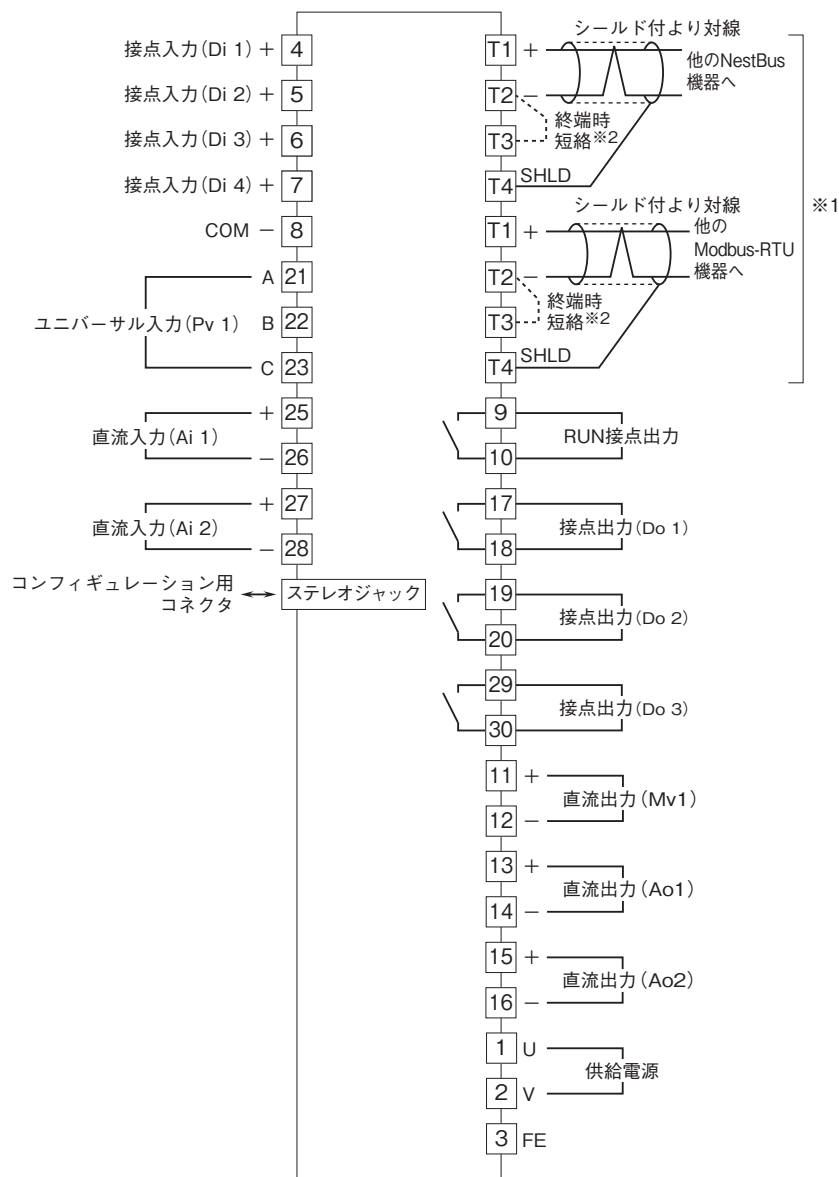 接点入力(Di 1) + 4
接点入力(Di 2) + 5
接点入力(Di 3) + 6
接点入力(Di 4) + 7
COM − 8
ユニバーサル入力(Pv 1)
A 21
B 22
C 23
直流入力(Ai 1)
+ 25
− 26
直流入力(Ai 2)
+ 27
− 28
コンフィギュレーション用
コネクタ
ステレオジャック
シールド付より対線
T1 +
他のNestBus
機器へ
T2 −
終端時
短絡※2
T3
T4 SHLD
シールド付より対線
T1 +
他の
Modbus-RTU
機器へ
T2 −
終端時
短絡※2
T3
T4 SHLD
※1
9
RUN接点出力
10
17
接点出力(Do 1)
18
19
接点出力(Do 2)
20
29
接点出力(Do 3)
30
11 +
直流出力(Mv1)
12 −
13 +
直流出力(Ao1)
14 −
15 +
直流出力(Ao2)
16 −
1 U
供給電源
2 V
3 FE